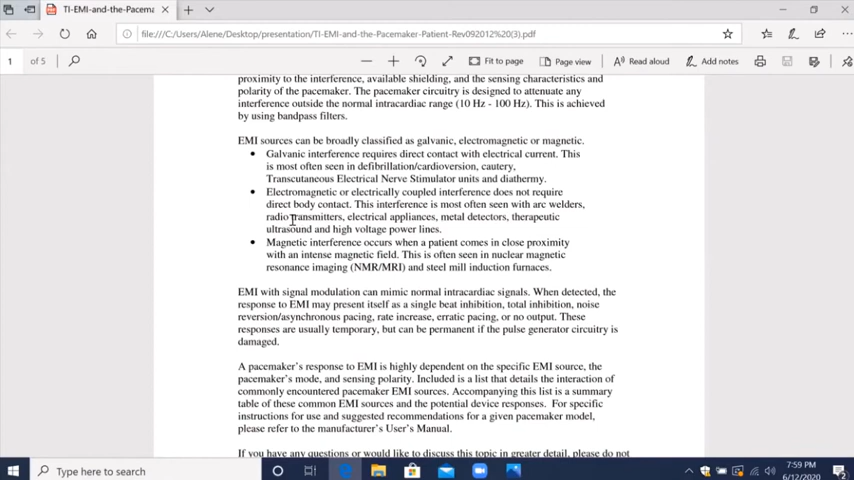 TI-EMI-and-the-Pacema
file:///C:/Users/Alene/Desktop/presentation/TI-EMI-and-the-Pacemaker-Patient-Rev092012%20(3).pdf
1 of 5
Fit to page
Page view
Read aloud
Add notes
proximity to the interference, available shielding, and the sensing characteristics and
polarity of the pacemaker. The pacemaker circuitry is designed to attenuate any
interference outside the normal intracardiac range (10 Hz - 100 Hz). This is achieved
by using bandpass filters.
EMI sources can be broadly classified as galvanic, electromagnetic or magnetic.
• Galvanic interference requires direct contact with electrical current. This
is most often seen in defibrillation/cardioversion, cautery,
Transcutaneous Electrical Nerve Stimulator units and diathermy.
• Electromagnetic or electrically coupled interference does not require
direct body contact. This interference is most often seen with arc welders,
radio transmitters, electrical appliances, metal detectors, therapeutic
ultrasound and high voltage power lines.
• Magnetic interference occurs when a patient comes in close proximity
with an intense magnetic field. This is often seen in nuclear magnetic
resonance imaging (NMR/MRI) and steel mill induction furnaces.
EMI with signal modulation can mimic normal intracardiac signals. When detected, the
response to EMI may present itself as a single beat inhibition, total inhibition, noise
reversion/asynchronous pacing, rate increase, erratic pacing, or no output. These
responses are usually temporary, but can be permanent if the pulse generator circuitry is
damaged.
A pacemaker's response to EMI is highly dependent on the specific EMI source, the
pacemaker's mode, and sensing polarity. Included is a list that details the interaction of
commonly encountered pacemaker EMI sources. Accompanying this list is a summary
table of these common EMI sources and the potential device responses. For specific
instructions for use and suggested recommendations for a given pacemaker model,
please refer to the manufacturer's User's Manual.
If you have any questions or would like to discuss this topic in greater detail, please do not
Type here to search
7:59 PM
6/12/2020
2